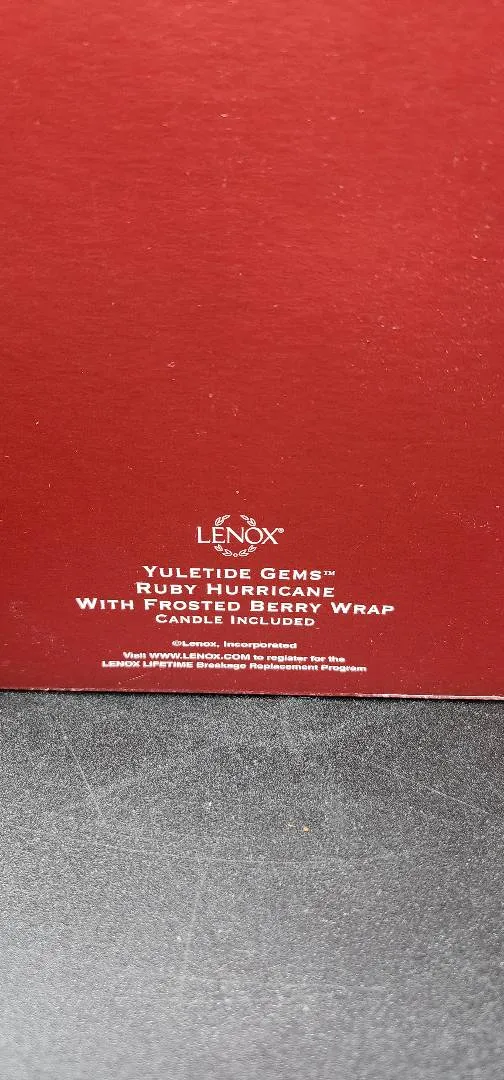 LENOX®
YULETIDE GEMS™
RUBY HURRICANE
WITH FROSTED BERRY WRAP
CANDLE INCLUDED
©Lenox, Incorporated
Visit WWW.LENOX.COM to register for the
LENOX LIFETIME Breakage Replacement Program